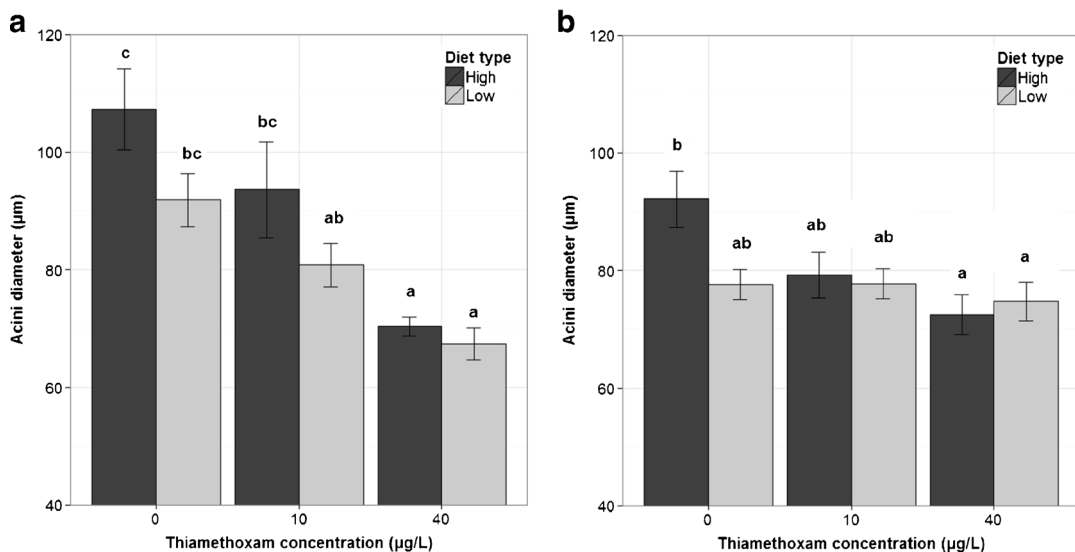 a
120
100
80
60
40
Acini diameter (µm)
c
bc
bc
ab
a
a
Diet type
High
Low
0
10
40
Thiamethoxam concentration (µg/L)
b
120
100
80
60
40
Acini diameter (µm)
b
ab
ab
ab
a
a
Diet type
High
Low
0
10
40
Thiamethoxam concentration (µg/L)